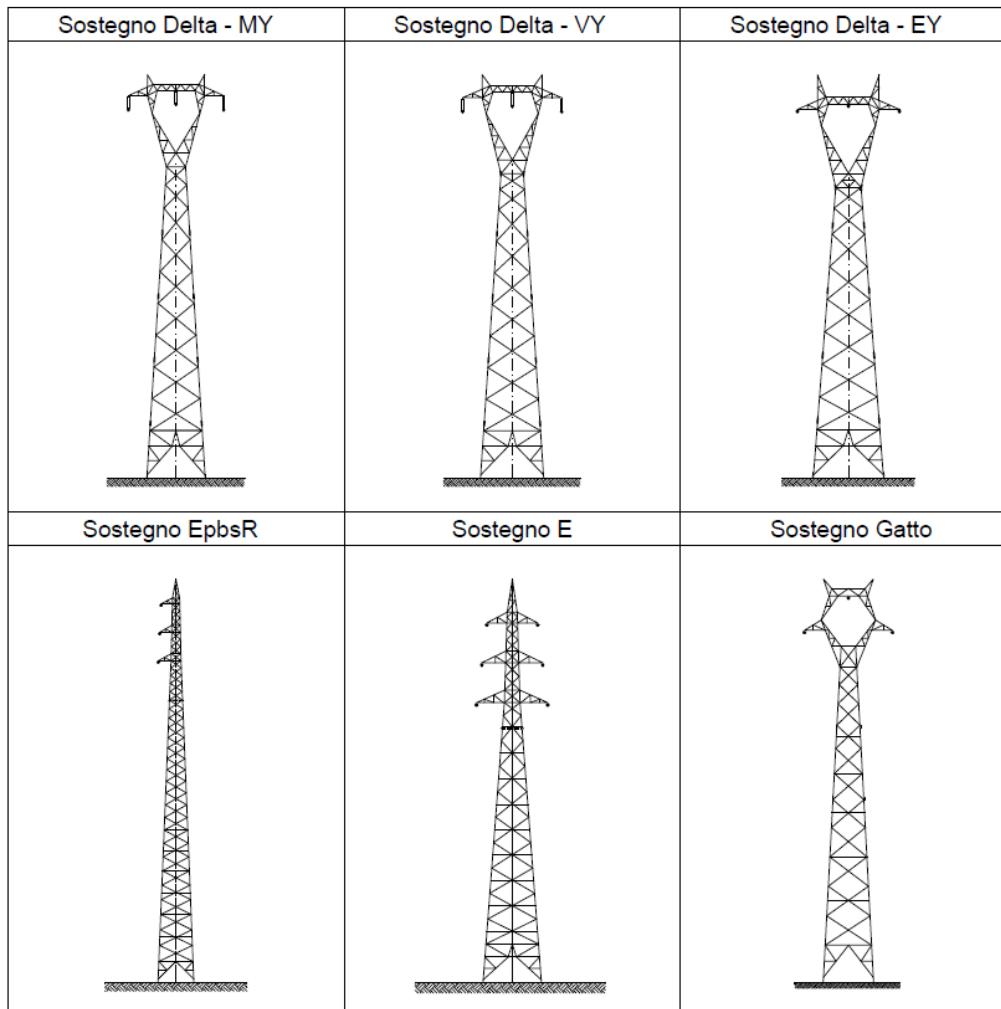 Sostegno Delta - MY
Sostegno Delta - VY
Sostegno Delta - EY
Sostegno EpbsR
Sostegno E
Sostegno Gatto